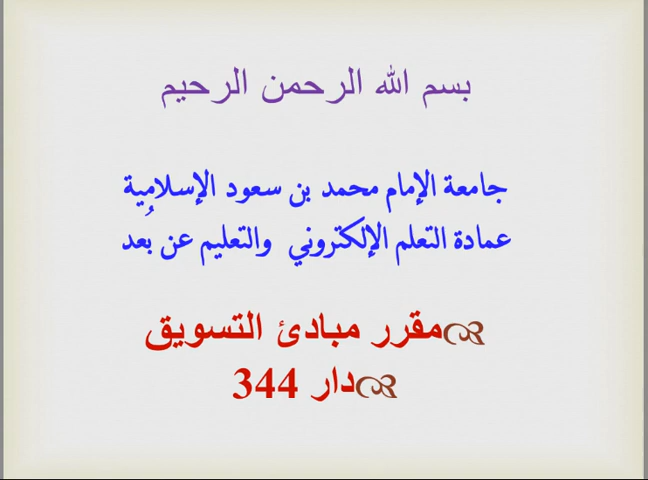 بسم الله الرحمن الرحيم
جامعة الإمام محمد بن سعود الإسلامية
عمادة التعلم الإلكتروني والتعليم عن بُعد
مقرر مبادئ التسويق
دار 344